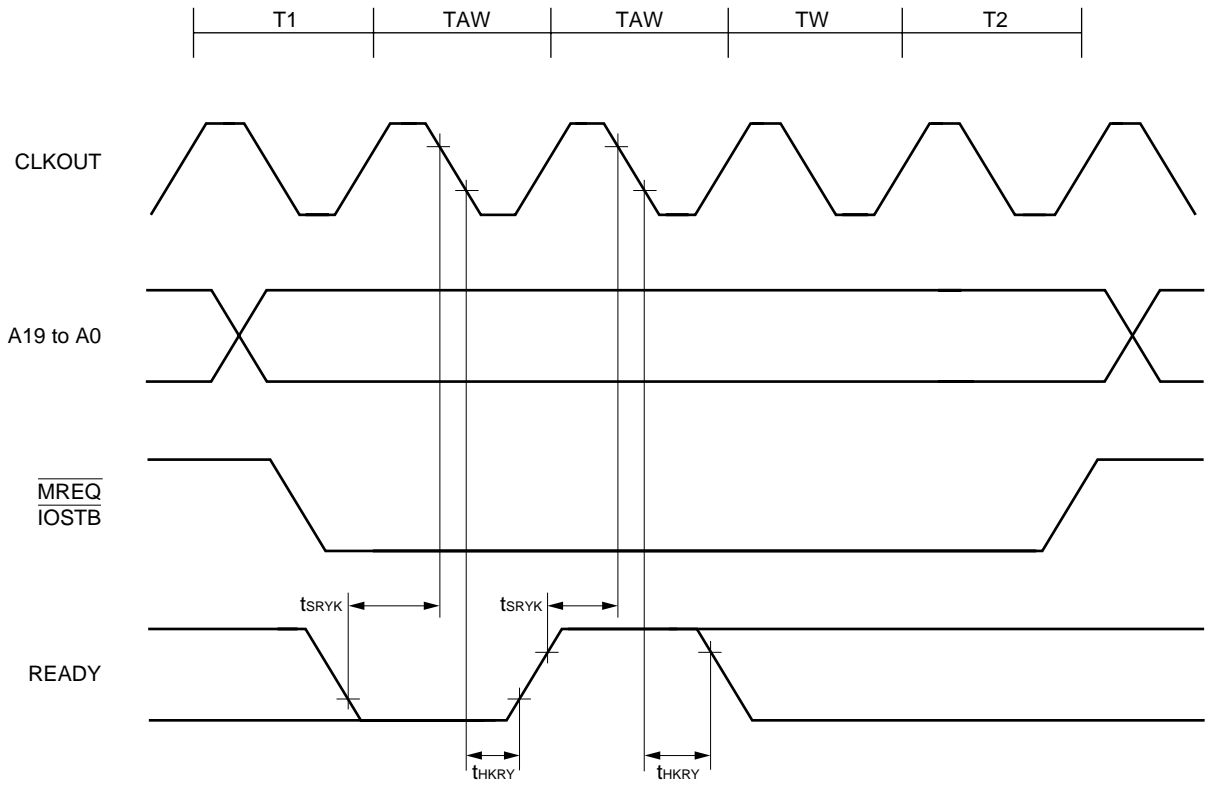 T1 TAW TAW TW T2
CLKOUT
A19 to A0
MREQ
IOSTB
tSRYK tSRYK
READY
tHKRY tHKRY